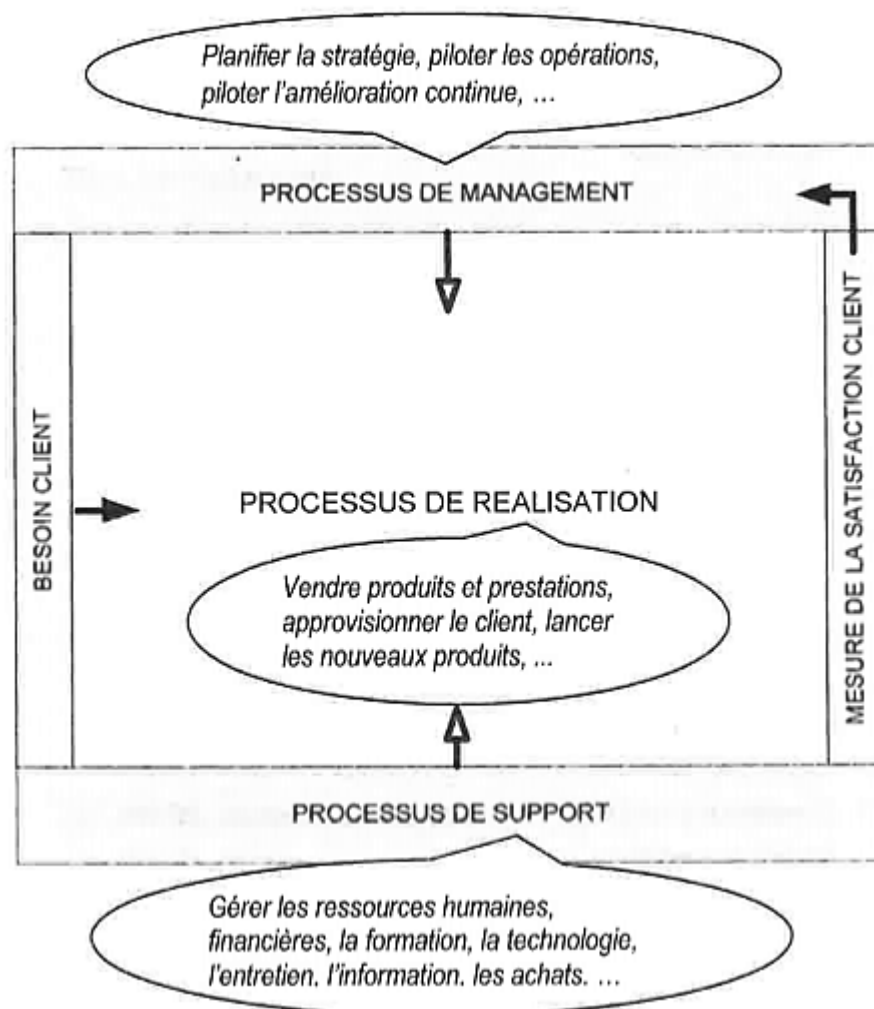 Planifier la stratégie, piloter les opérations,
piloter l'amélioration continue, ...
PROCESSUS DE MANAGEMENT
BESOIN CLIENT
MESURE DE LA SATISFACTION CLIENT
PROCESSUS DE REALISATION
Vendre produits et prestations,
approvisionner le client, lancer
les nouveaux produits, ...
PROCESSUS DE SUPPORT
Gérer les ressources humaines,
financières, la formation, la technologie,
l'entretien. l'information. les achats. ...